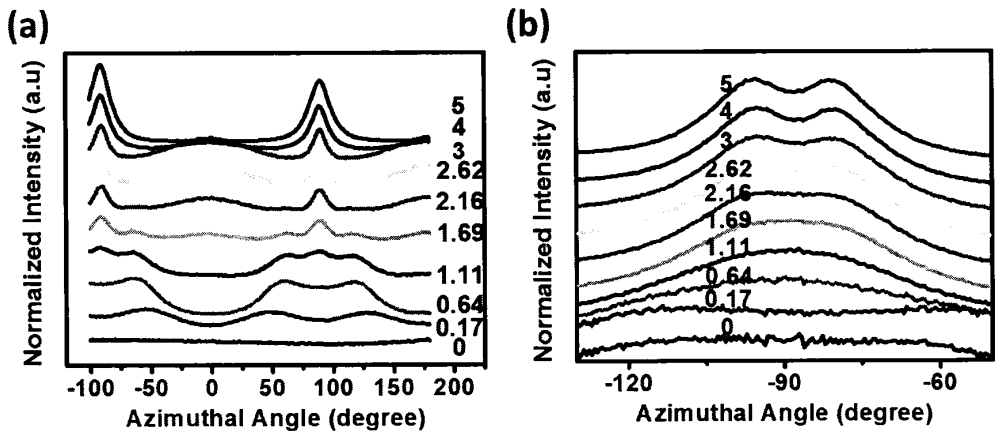 (a)
Normalized Intensity (a.u)
5
4
3
2.62
2.16
1.69
1.11
0.64
0.17
0
-100 -50 0 50 100 150 200
Azimuthal Angle (degree)
(b)
Normalized Intensity (a.u)
5
4
3
2.62
2.16
1.69
1.11
0.64
0.17
0
-120 -90 -60
Azimuthal Angle (degree)